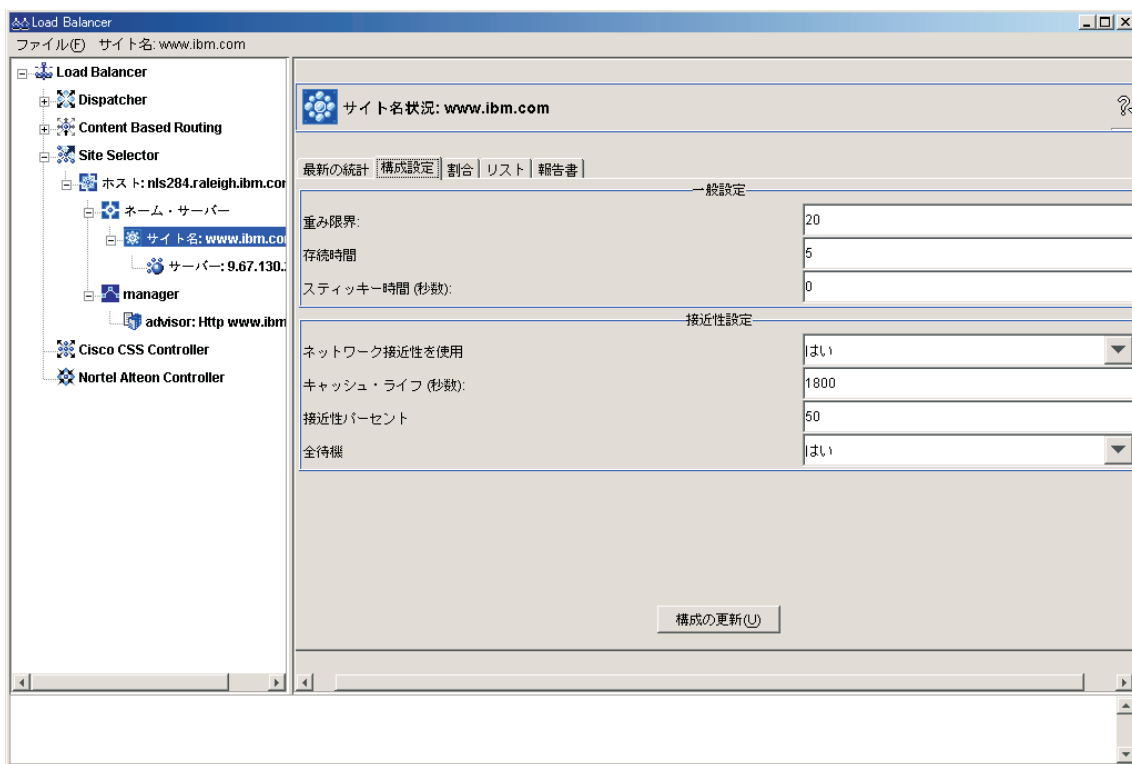 Load Balancer
ファイル(F) サイト名: www.ibm.com
Load Balancer
Dispatcher
Content Based Routing
Site Selector
ホスト: nls284.raleigh.ibm.cor
ネーム・サーバー
サイト名: www.ibm.co
サーバー: 9.67.130.
manager
advisor: Http www.ibm
Cisco CSS Controller
Nortel Alteon Controller
サイト名状況: www.ibm.com
最新の統計 構成設定 割合 リスト 報告書
一般設定
重み限界: 20
存続時間 5
スティッキー時間 (秒数): 0
接近性設定
ネットワーク接近性を使用 はい
キャッシュ・ライフ (秒数): 1800
接近性パーセント 50
全待機 はい
構成の更新(U)